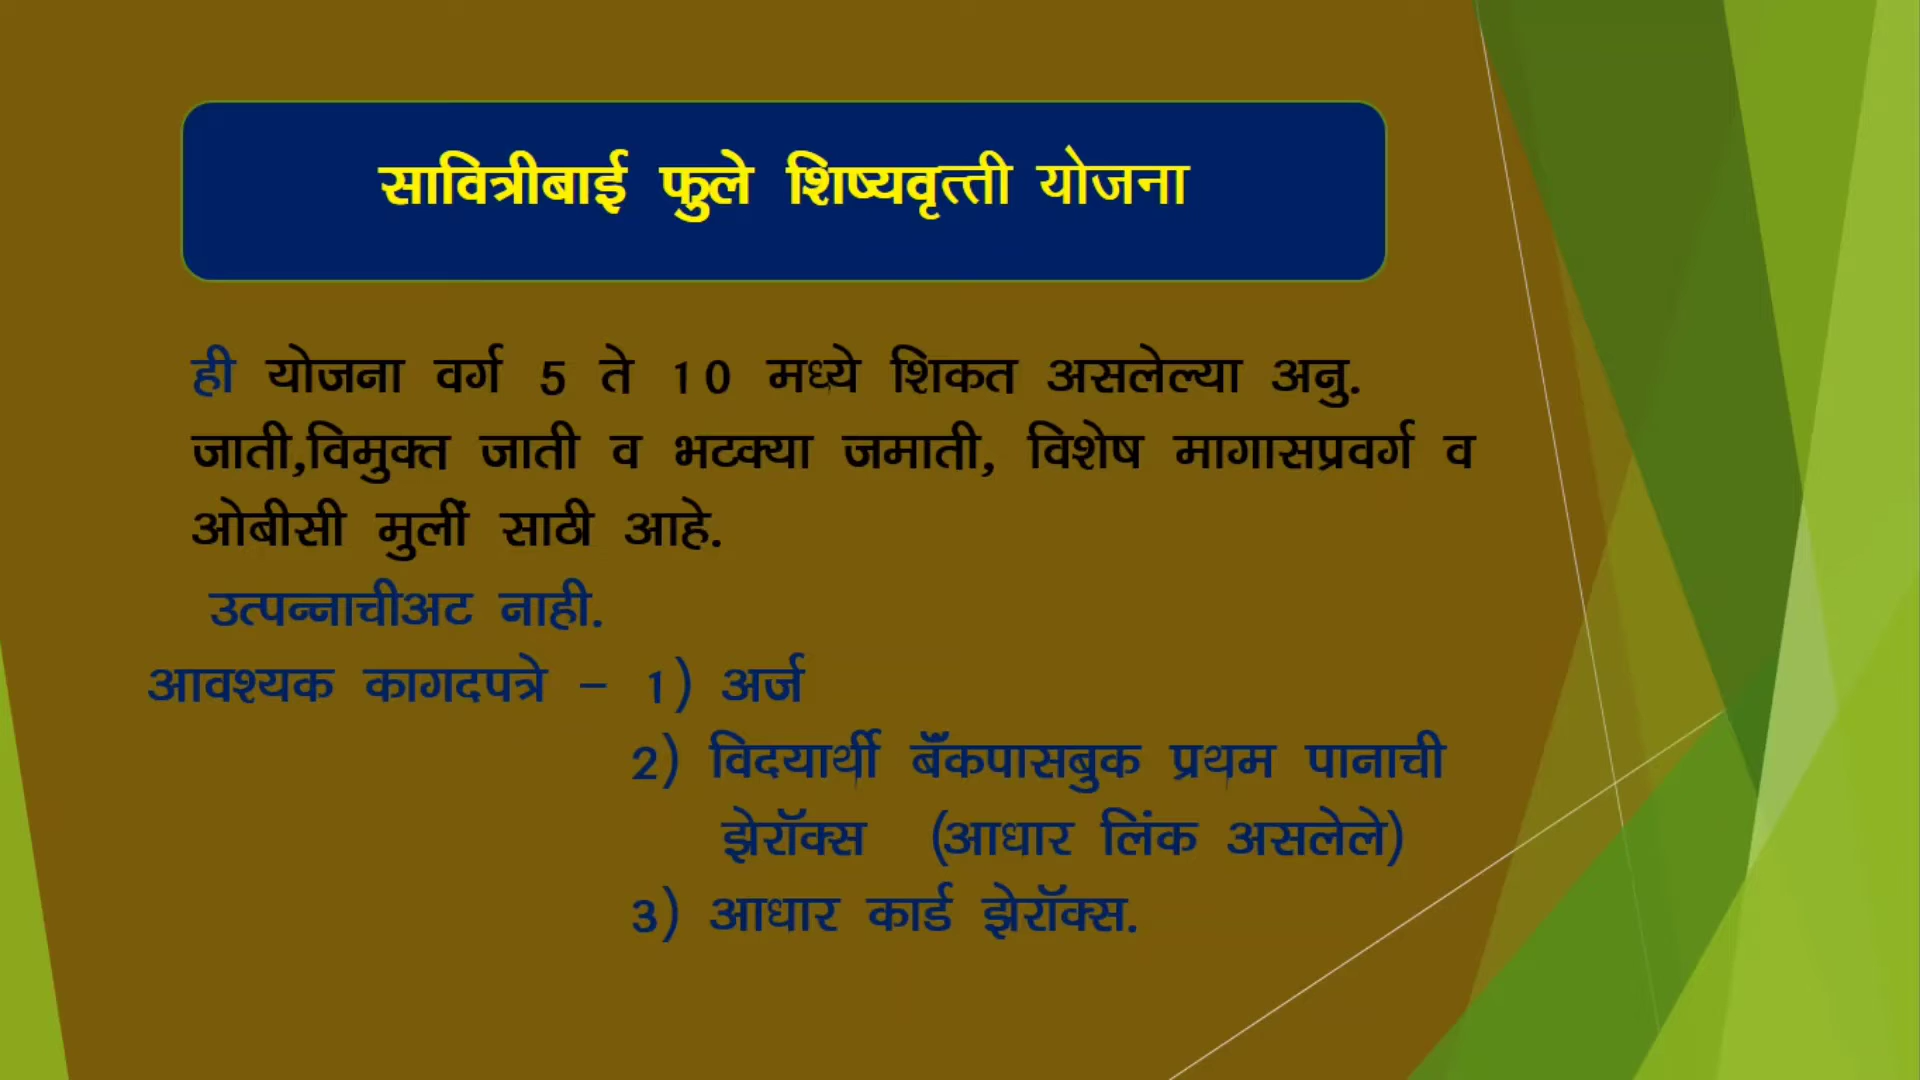 सावित्रीबाई फुले शिष्यवृत्ती योजना
ही योजना वर्ग 5 ते 10 मध्ये शिकत असलेल्या अनु.
जाती,विमुक्त जाती व भटक्या जमाती, विशेष मागासप्रवर्ग व
ओबीसी मुलीं साठी आहे.
उत्पन्नाचीअट नाही.
आवश्यक कागदपत्रे - 1) अर्ज
2) विदयार्थी बॅंकपासबुक प्रथम पानाची
झेरॉक्स (आधार लिंक असलेले)
3) आधार कार्ड झेरॉक्स.